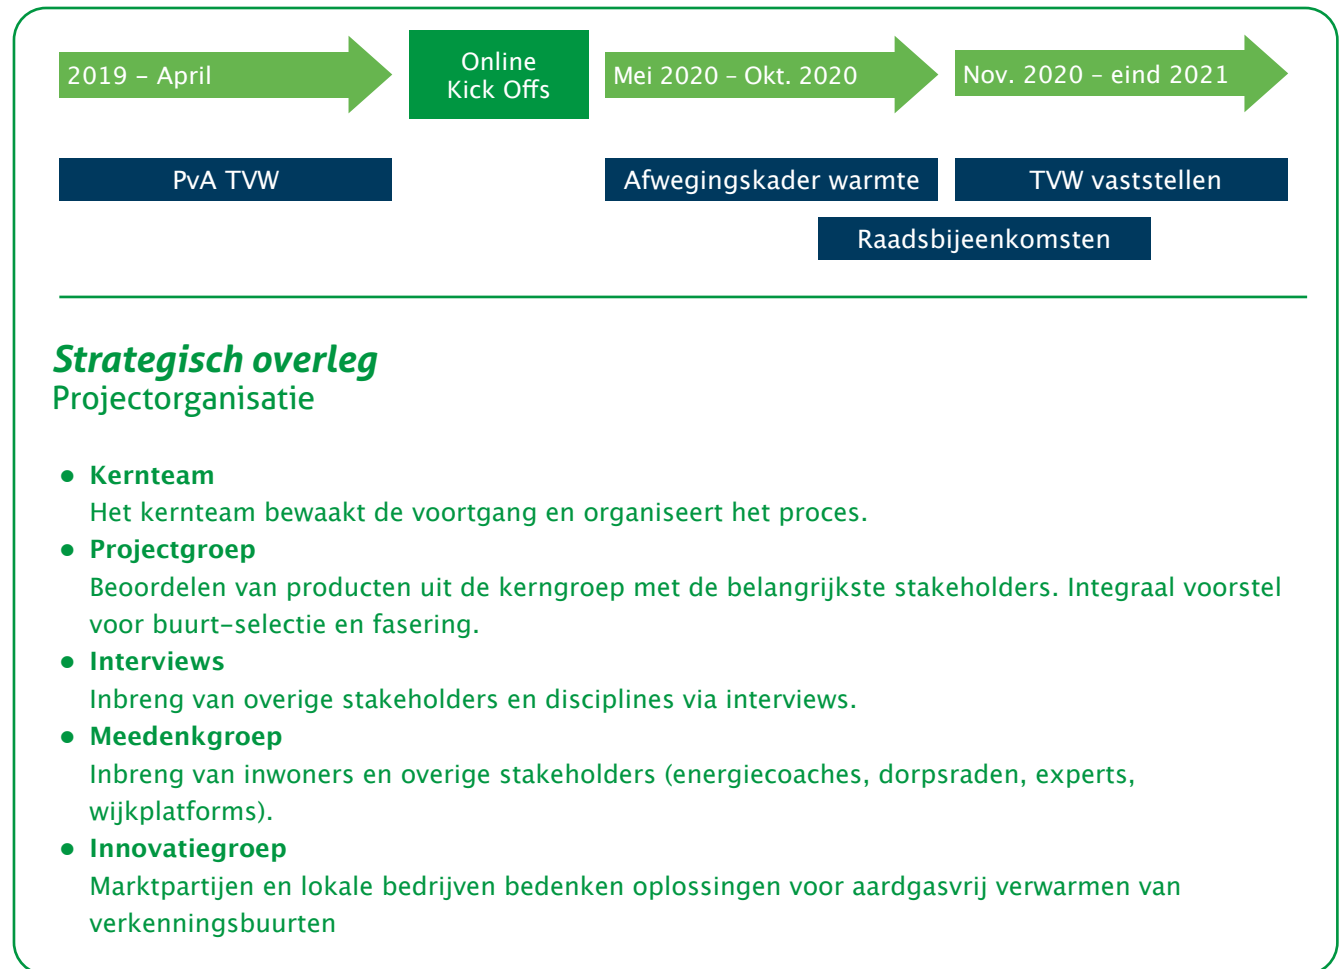 2019 – April
Online
Kick Offs
Mei 2020 – Okt. 2020
Nov. 2020 – eind 2021
PvA TVW
Afwegingskader warmte
TVW vaststellen
Raadsbijeenkomsten
Strategisch overleg
Projectorganisatie
• Kernteam
Het kernteam bewaakt de voortgang en organiseert het proces.
• Projectgroep
Beoordelen van producten uit de kerngroep met de belangrijkste stakeholders. Integraal voorstel
voor buurt-selectie en fasering.
• Interviews
Inbreng van overige stakeholders en disciplines via interviews.
• Meedenkgroep
Inbreng van inwoners en overige stakeholders (energiecoaches, dorpsraden, experts,
wijkplatforms).
• Innovatiegroep
Marktpartijen en lokale bedrijven bedenken oplossingen voor aardgasvrij verwarmen van
verkenningsbuurten